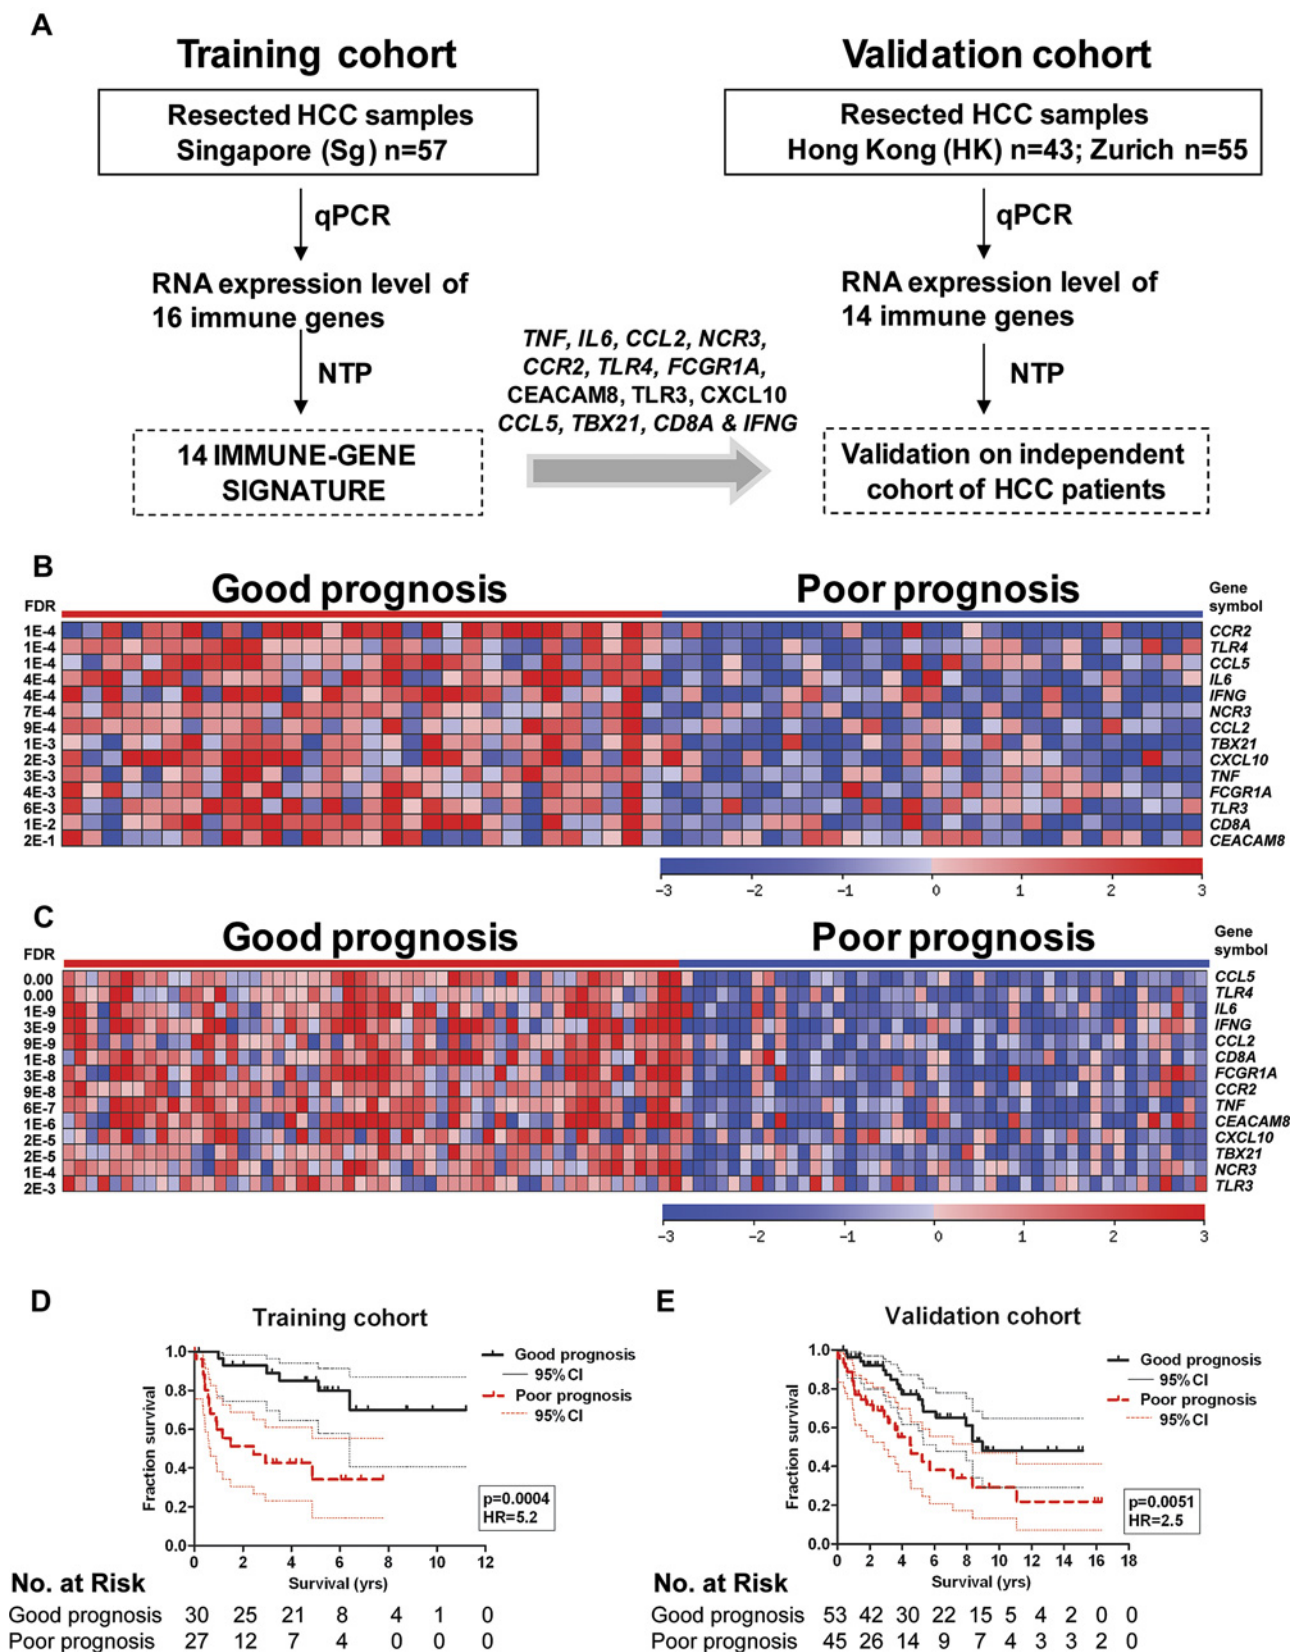 A
Training cohort
Validation cohort
Resected HCC samples
Singapore (Sg) n=57
Resected HCC samples
Hong Kong (HK) n=43; Zurich n=55
qPCR
qPCR
RNA expression level of
16 immune genes
RNA expression level of
14 immune genes
NTP
NTP
TNF, IL6, CCL2, NCR3,
CCR2, TLR4, FCGR1A,
CEACAM8, TLR3, CXCL10
CCL5, TBX21, CD8A & IFNG
14 IMMUNE-GENE
SIGNATURE
Validation on independent
cohort of HCC patients
B
Good prognosis
Poor prognosis
FDR
Gene
symbol
1E-4 CCR2
1E-4 TLR4
1E-4 CCL5
4E-4 IL6
4E-4 IFNG
7E-4 NCR3
9E-4 CCL2
1E-3 TBX21
2E-3 CXCL10
3E-3 TNF
4E-3 FCGR1A
6E-3 TLR3
1E-2 CD8A
2E-1 CEACAM8
-3 -2 -1 0 1 2 3
C
Good prognosis
Poor prognosis
FDR
Gene
symbol
0.00 CCL5
0.00 TLR4
1E-9 IL6
3E-9 IFNG
9E-9 CCL2
1E-8 CD8A
3E-8 FCGR1A
9E-8 CCR2
6E-7 TNF
1E-6 CEACAM8
2E-5 CXCL10
2E-5 TBX21
1E-4 NCR3
2E-3 TLR3
-3 -2 -1 0 1 2 3
D
Training cohort
Fraction survival
1.0
0.8
0.6
0.4
0.2
0.0
0 2 4 6 8 10 12
Survival (yrs)
Good prognosis
95% CI
Poor prognosis
95% CI
p=0.0004
HR=5.2
No. at Risk
Good prognosis 30 25 21 8 4 1 0
Poor prognosis 27 12 7 4 0 0 0
E
Validation cohort
Fraction survival
1.0
0.8
0.6
0.4
0.2
0.0
0 2 4 6 8 10 12 14 16 18
Survival (yrs)
Good prognosis
95% CI
Poor prognosis
95% CI
p=0.0051
HR=2.5
No. at Risk
Good prognosis 53 42 30 22 15 5 4 2 0 0
Poor prognosis 45 26 14 9 7 4 3 3 2 0